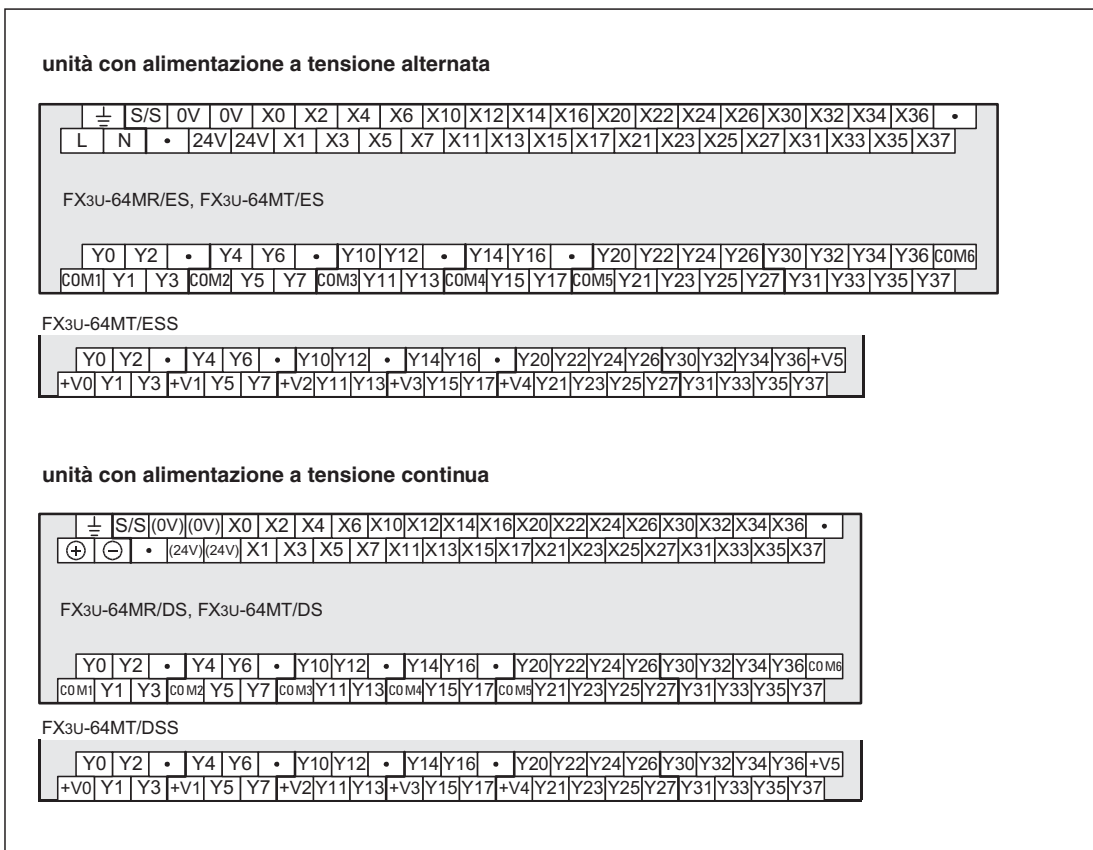 unità con alimentazione a tensione alternata
⏚ S/S 0V 0V X0 X2 X4 X6 X10 X12 X14 X16 X20 X22 X24 X26 X30 X32 X34 X36 •
L N • 24V 24V X1 X3 X5 X7 X11 X13 X15 X17 X21 X23 X25 X27 X31 X33 X35 X37
FX3U-64MR/ES, FX3U-64MT/ES
Y0 Y2 • Y4 Y6 • Y10 Y12 • Y14 Y16 • Y20 Y22 Y24 Y26 Y30 Y32 Y34 Y36 COM6
COM1 Y1 Y3 COM2 Y5 Y7 COM3 Y11 Y13 COM4 Y15 Y17 COM5 Y21 Y23 Y25 Y27 Y31 Y33 Y35 Y37
FX3U-64MT/ESS
Y0 Y2 • Y4 Y6 • Y10 Y12 • Y14 Y16 • Y20 Y22 Y24 Y26 Y30 Y32 Y34 Y36 +V5
+V0 Y1 Y3 +V1 Y5 Y7 +V2 Y11 Y13 +V3 Y15 Y17 +V4 Y21 Y23 Y25 Y27 Y31 Y33 Y35 Y37
unità con alimentazione a tensione continua
⏚ S/S (0V) (0V) X0 X2 X4 X6 X10 X12 X14 X16 X20 X22 X24 X26 X30 X32 X34 X36 •
⊕ ⊖ • (24V) (24V) X1 X3 X5 X7 X11 X13 X15 X17 X21 X23 X25 X27 X31 X33 X35 X37
FX3U-64MR/DS, FX3U-64MT/DS
Y0 Y2 • Y4 Y6 • Y10 Y12 • Y14 Y16 • Y20 Y22 Y24 Y26 Y30 Y32 Y34 Y36 COM6
COM1 Y1 Y3 COM2 Y5 Y7 COM3 Y11 Y13 COM4 Y15 Y17 COM5 Y21 Y23 Y25 Y27 Y31 Y33 Y35 Y37
FX3U-64MT/DSS
Y0 Y2 • Y4 Y6 • Y10 Y12 • Y14 Y16 • Y20 Y22 Y24 Y26 Y30 Y32 Y34 Y36 +V5
+V0 Y1 Y3 +V1 Y5 Y7 +V2 Y11 Y13 +V3 Y15 Y17 +V4 Y21 Y23 Y25 Y27 Y31 Y33 Y35 Y37